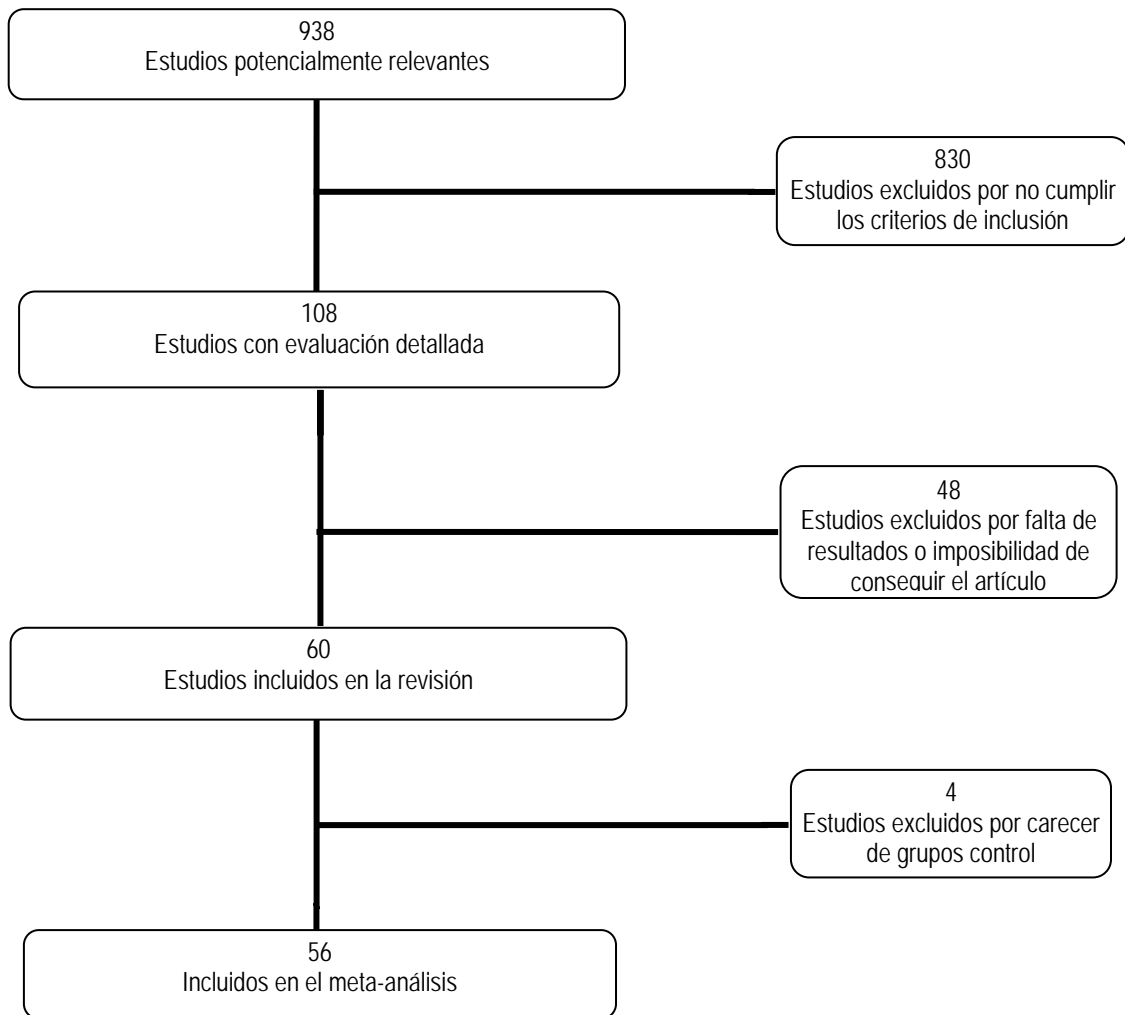 938
Estudios potencialmente relevantes
830
Estudios excluidos por no cumplir
los criterios de inclusión
108
Estudios con evaluación detallada
48
Estudios excluidos por falta de
resultados o imposibilidad de
conseguir el artículo
60
Estudios incluidos en la revisión
4
Estudios excluidos por carecer
de grupos control
56
Incluidos en el meta-análisis